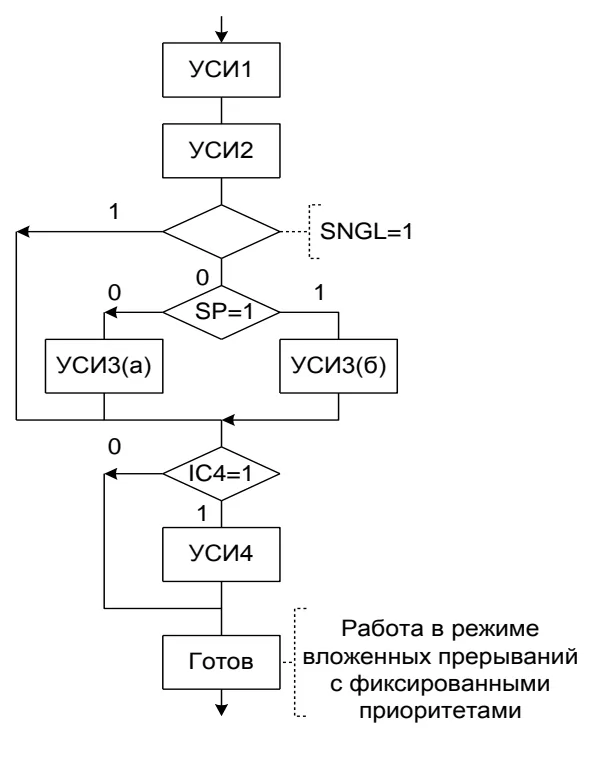 УСИ1
УСИ2
1
SNGL=1
0
0
SP=1
1
УСИ3(а)
УСИ3(б)
0
IC4=1
1
УСИ4
Готов
Работа в режиме
вложенных прерываний
с фиксированными
приоритетами